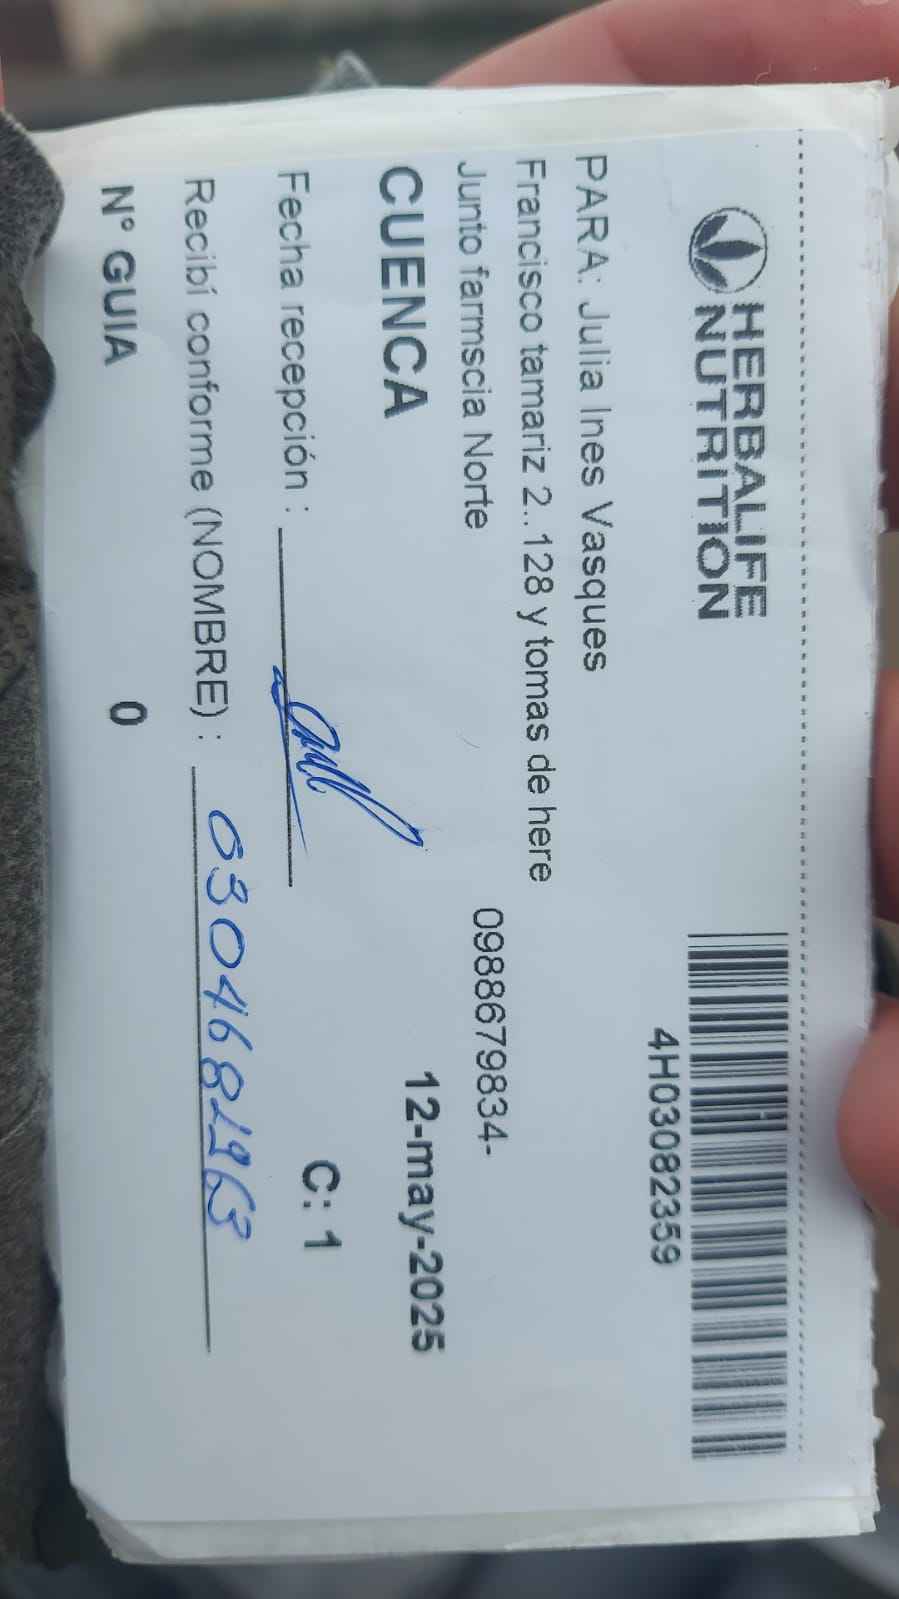 HERBALIFE
NUTRITION
4H03082359
PARA: Julia Ines Vasques
Francisco tamariz 2..128 y tomas de here
Junto farmscia Norte
0988679834-
CUENCA
12-may-2025
Fecha recepción :
C: 1
Recibí conforme (NOMBRE) :
N° GUIA 0